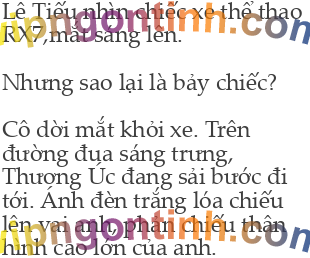 Lê Tiếu nhìn chiếc xe thể thao
RX7,mắt sáng lên.
Nhưng sao lại là bảy chiếc?
Cô dời mắt khỏi xe. Trên
đường đua sáng trưng,
Thượng Úc đang sải bước đi
tới. Ánh đèn trắng lóa chiếu
lên vai anh, phản chiếu thân
hình cao lớn của anh.